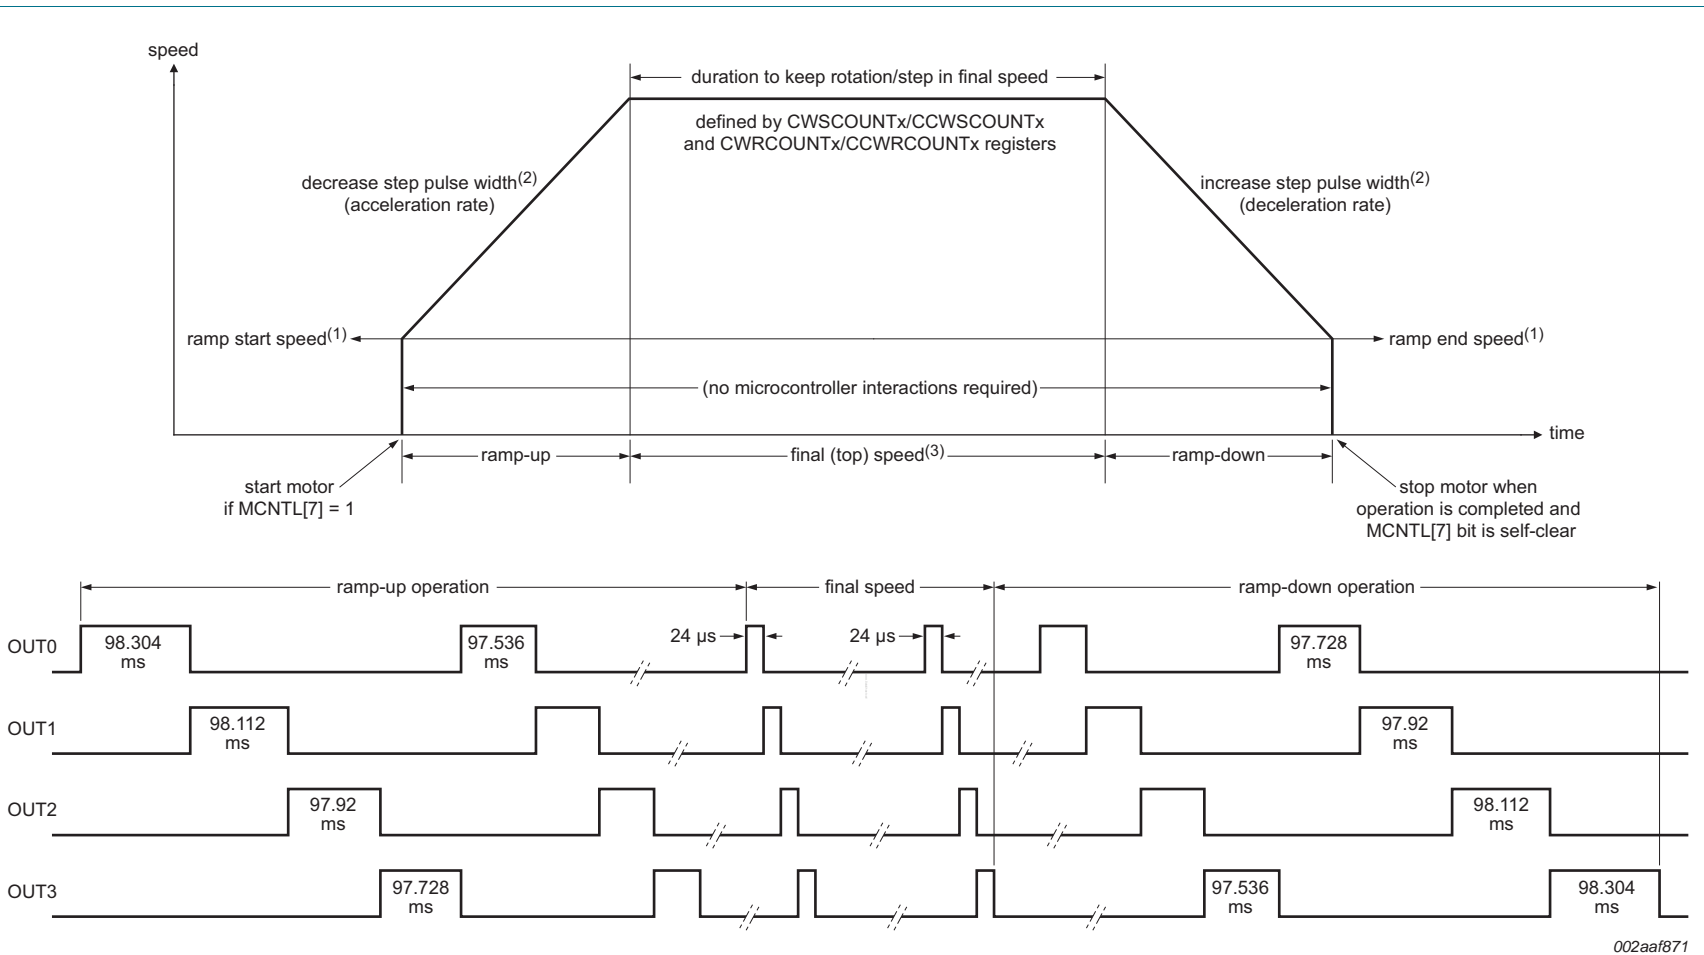 speed
duration to keep rotation/step in final speed
defined by CWSCOUNTx/CCWSCOUNTx
and CWRCOUNTx/CCWRCOUNTx registers
decrease step pulse width(2)
(acceleration rate)
increase step pulse width(2)
(deceleration rate)
ramp start speed(1)
ramp end speed(1)
(no microcontroller interactions required)
time
ramp-up
final (top) speed(3)
ramp-down
start motor
if MCNTL[7] = 1
stop motor when
operation is completed and
MCNTL[7] bit is self-clear
ramp-up operation
final speed
ramp-down operation
OUT0
98.304
ms
97.536
ms
24 µs
24 µs
97.728
ms
OUT1
98.112
ms
97.92
ms
OUT2
97.92
ms
98.112
ms
OUT3
97.728
ms
97.536
ms
98.304
ms
002aaf871